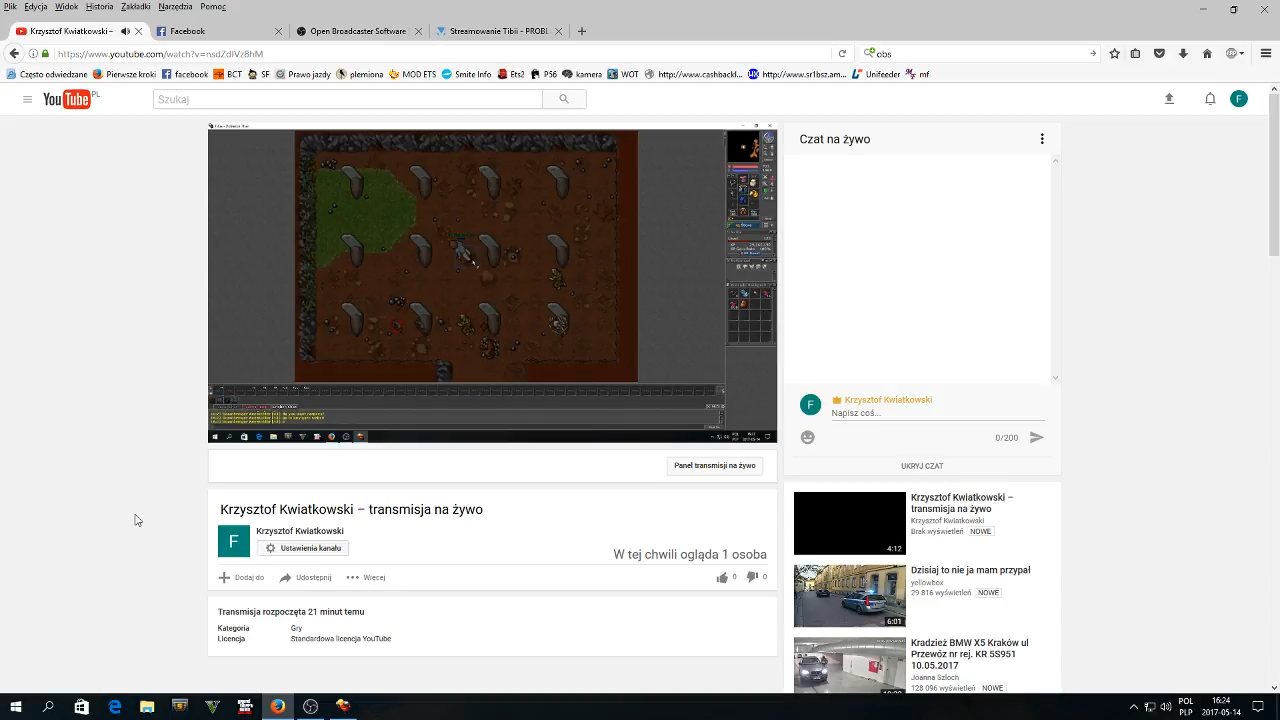 Plik Edycja Widok Historia Zakładki Narzędzia Pomoc
Krzysztof Kwiatkowski –
Facebook
Open Broadcaster Software
Streamowanie Tibii - PROBL
https://www.youtube.com/watch?v=nsdZdIVz8hM
obs
Często odwiedzane
Pierwsze kroki
facebook
BCT
SF
Prawo jazdy
plemiona
MOD ETS
Smite Info
Ets2
P56
kamera
WOT
http://www.cashbackl...
http://www.sr1bsz.am...
Unifeeder
mf
YouTube PL
Szukaj
F
Czat na żywo
F
Krzysztof Kwiatkowski
Napisz coś...
0/200
UKRYJ CZAT
Panel transmisji na żywo
Krzysztof Kwiatkowski – transmisja na żywo
F
Krzysztof Kwiatkowski
Ustawienia kanału
W tej chwili ogląda 1 osoba
Dodaj do
Udostępnij
Więcej
0
0
Transmisja rozpoczęta 21 minut temu
Kategoria Gry
Licencja Standardowa licencja YouTube
Krzysztof Kwiatkowski –
transmisja na żywo
Krzysztof Kwiatkowski
Brak wyświetleń NOWE
4:12
Dzisiaj to nie ja mam przypał
yellowbox
29 816 wyświetleń NOWE
6:01
Kradzież BMW X5 Kraków ul
Przewóz nr rej. KR 5S951
10.05.2017
Joanna Szloch
128 096 wyświetleń NOWE
POL
PLP
16:24
2017-05-14